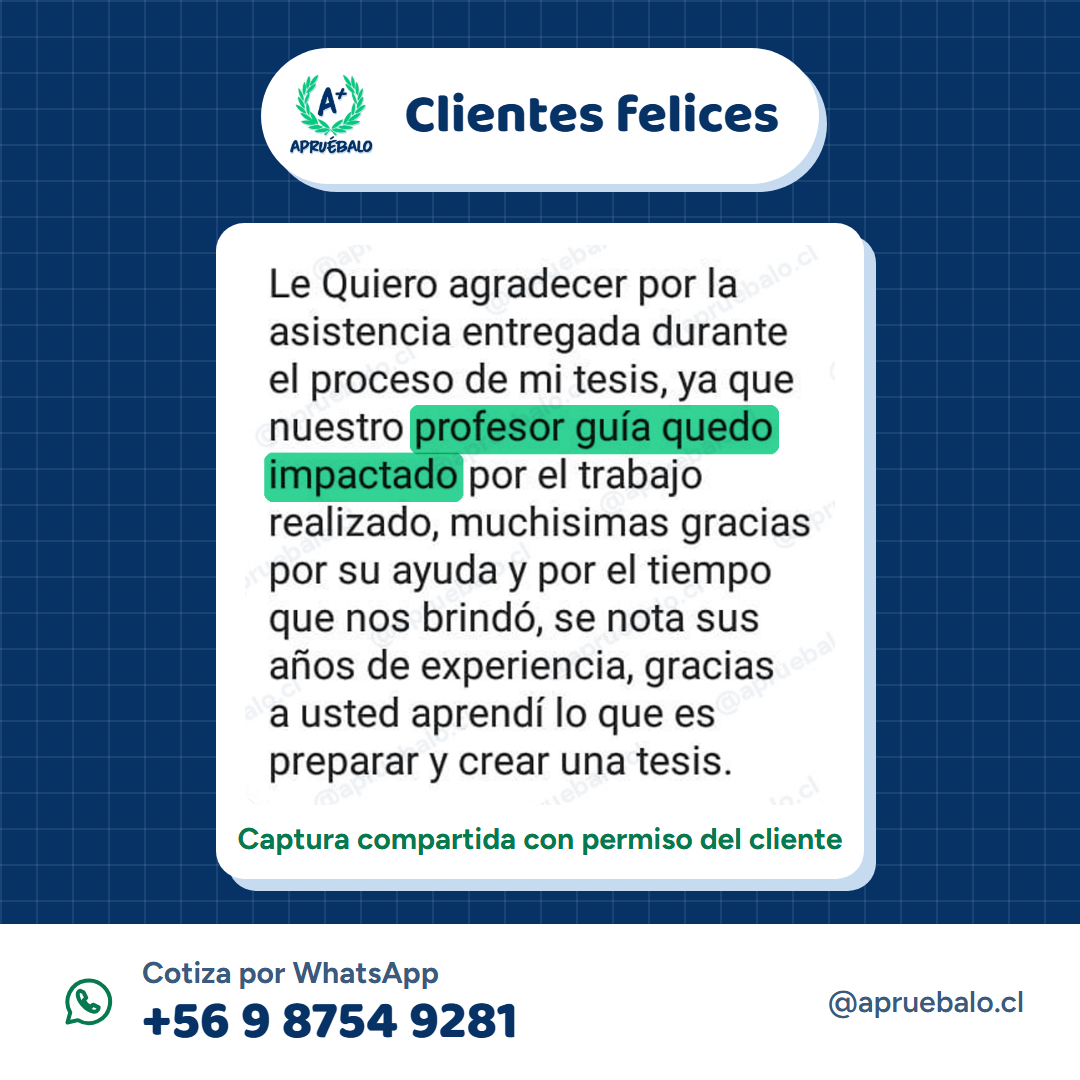 A+
APRUÉBALO
Clientes felices
Le Quiero agradecer por la
asistencia entregada durante
el proceso de mi tesis, ya que
nuestro profesor guía quedo
impactado por el trabajo
realizado, muchisimas gracias
por su ayuda y por el tiempo
que nos brindó, se nota sus
años de experiencia, gracias
a usted aprendí lo que es
preparar y crear una tesis.
Captura compartida con permiso del cliente
Cotiza por WhatsApp
+56 9 8754 9281
@apruebalo.cl